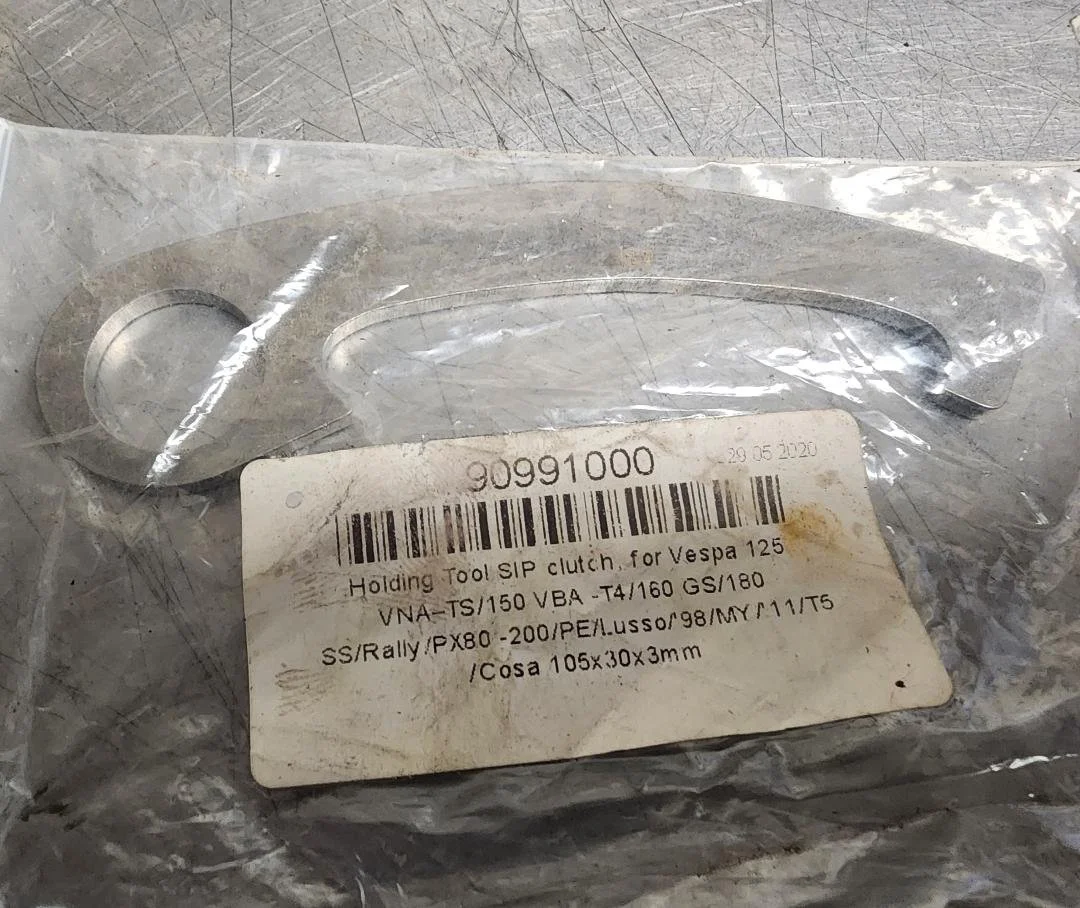 90991000 29 05 2020
Holding Tool SIP clutch, for Vespa 125
VNA-TS/150 VBA -T4/160 GS/180
SS/Rally/PX80 -200/PE/Lusso/'98/MY/'11/T5
/Cosa 105x30x3mm